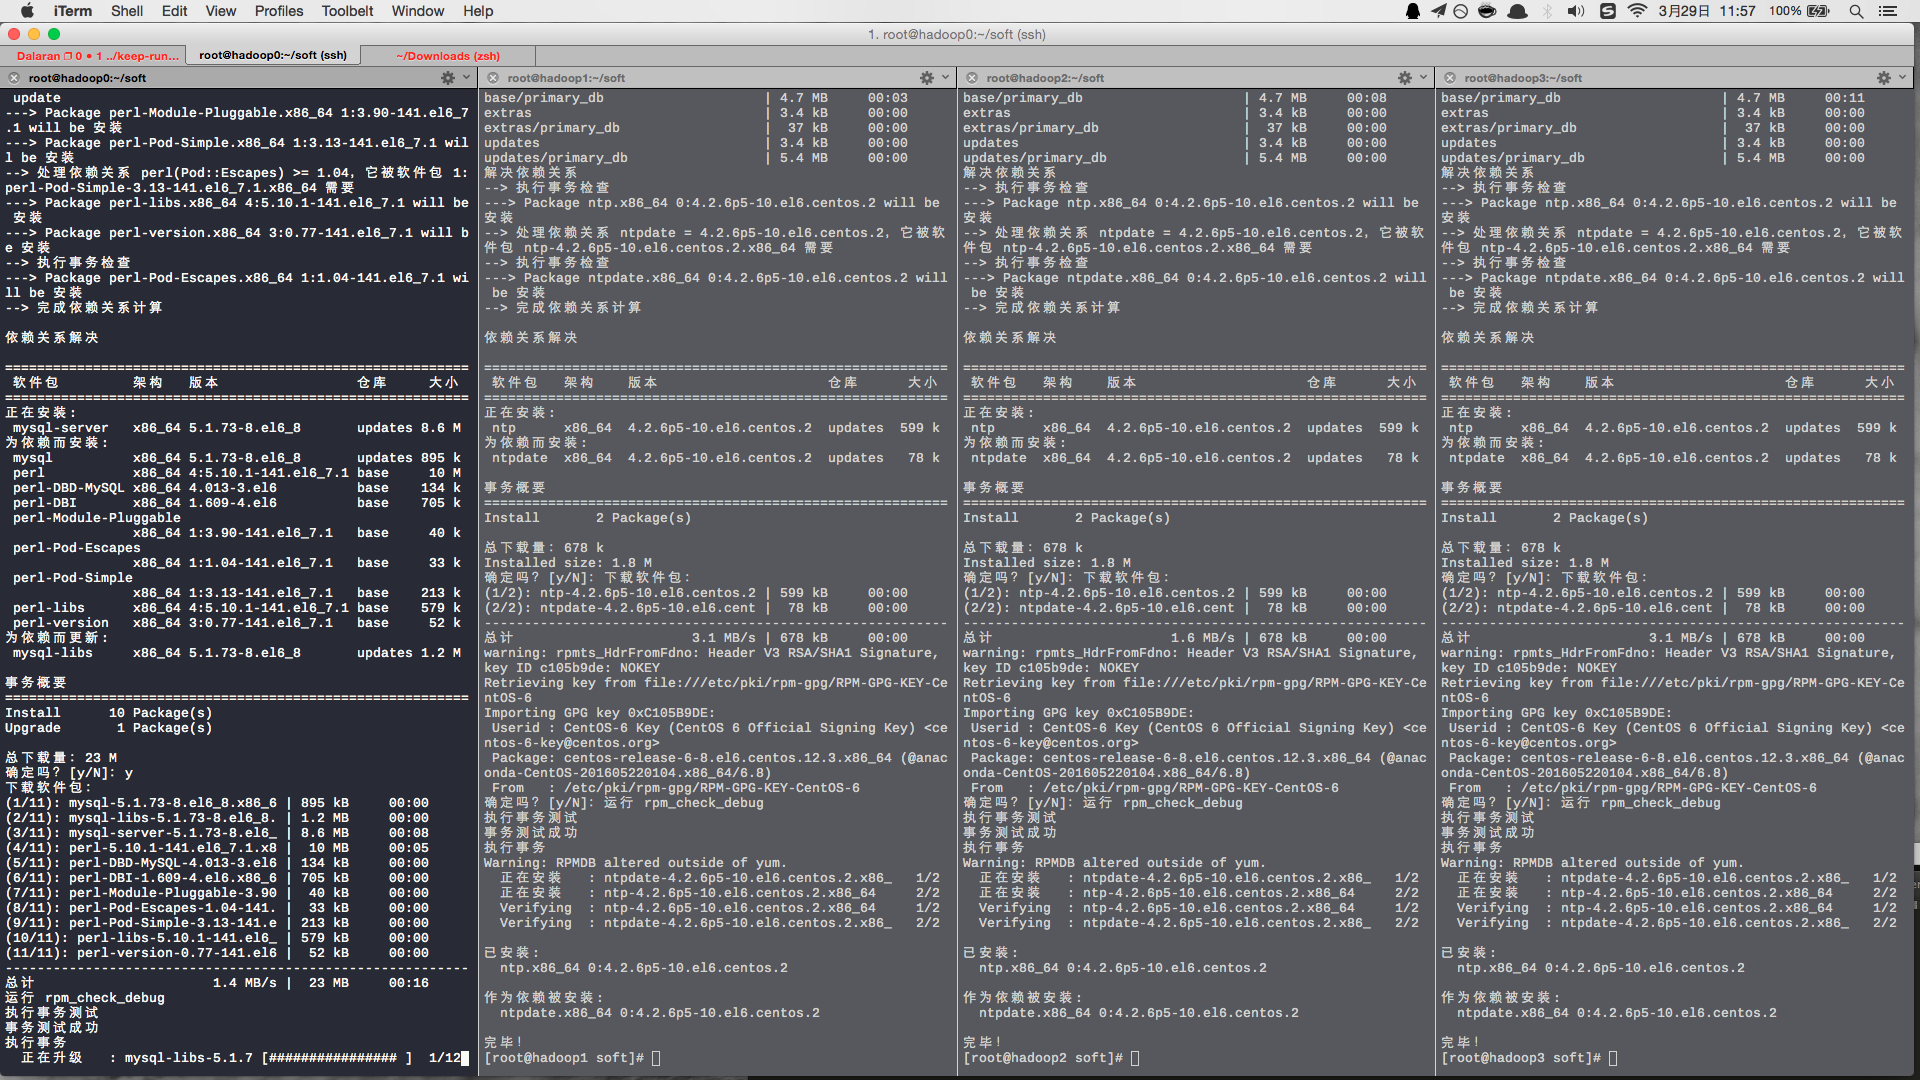 iTerm Shell Edit View Profiles Toolbelt Window Help 3月29日 11:57 100%
1. root@hadoop0:~/soft (ssh)
Dalaran 0 • 1 ../keep-run... root@hadoop0:~/soft (ssh) ~/Downloads (zsh)
root@hadoop0:~/soft
update
---> Package perl-Module-Pluggable.x86_64 1:3.90-141.el6_7
.1 will be 安装
---> Package perl-Pod-Simple.x86_64 1:3.13-141.el6_7.1 wil
l be 安装
--> 处理依赖关系 perl(Pod::Escapes) >= 1.04，它被软件包 1:
perl-Pod-Simple-3.13-141.el6_7.1.x86_64 需要
---> Package perl-libs.x86_64 4:5.10.1-141.el6_7.1 will be
安装
---> Package perl-version.x86_64 3:0.77-141.el6_7.1 will b
e 安装
--> 执行事务检查
---> Package perl-Pod-Escapes.x86_64 1:1.04-141.el6_7.1 wi
ll be 安装
--> 完成依赖关系计算
依赖关系解决
================================================
软件包 架构 版本 仓库 大小
================================================
正在安装:
mysql-server x86_64 5.1.73-8.el6_8 updates 8.6 M
为依赖而安装:
mysql x86_64 5.1.73-8.el6_8 updates 895 k
perl x86_64 4:5.10.1-141.el6_7.1 base 10 M
perl-DBD-MySQL x86_64 4.013-3.el6 base 134 k
perl-DBI x86_64 1.609-4.el6 base 705 k
perl-Module-Pluggable
x86_64 1:3.90-141.el6_7.1 base 40 k
perl-Pod-Escapes
x86_64 1:1.04-141.el6_7.1 base 33 k
perl-Pod-Simple
x86_64 1:3.13-141.el6_7.1 base 213 k
perl-libs x86_64 4:5.10.1-141.el6_7.1 base 579 k
perl-version x86_64 3:0.77-141.el6_7.1 base 52 k
为依赖而更新:
mysql-libs x86_64 5.1.73-8.el6_8 updates 1.2 M
事务概要
================================================
Install 10 Package(s)
Upgrade 1 Package(s)
总下载量：23 M
确定吗？[y/N]：y
下载软件包:
(1/11): mysql-5.1.73-8.el6_8.x86_6 | 895 kB 00:00
(2/11): mysql-libs-5.1.73-8.el6_8. | 1.2 MB 00:00
(3/11): mysql-server-5.1.73-8.el6_ | 8.6 MB 00:08
(4/11): perl-5.10.1-141.el6_7.1.x8 | 10 MB 00:05
(5/11): perl-DBD-MySQL-4.013-3.el6 | 134 kB 00:00
(6/11): perl-DBI-1.609-4.el6.x86_6 | 705 kB 00:00
(7/11): perl-Module-Pluggable-3.90 | 40 kB 00:00
(8/11): perl-Pod-Escapes-1.04-141. | 33 kB 00:00
(9/11): perl-Pod-Simple-3.13-141.e | 213 kB 00:00
(10/11): perl-libs-5.10.1-141.el6_ | 579 kB 00:00
(11/11): perl-version-0.77-141.el6 | 52 kB 00:00
------------------------------------------------
总计 1.4 MB/s | 23 MB 00:16
运行 rpm_check_debug
执行事务测试
事务测试成功
执行事务
正在升级 : mysql-libs-5.1.7 [################ ] 1/12
root@hadoop1:~/soft
base/primary_db | 4.7 MB 00:03
extras | 3.4 kB 00:00
extras/primary_db | 37 kB 00:00
updates | 3.4 kB 00:00
updates/primary_db | 5.4 MB 00:00
解决依赖关系
--> 执行事务检查
---> Package ntp.x86_64 0:4.2.6p5-10.el6.centos.2 will be
安装
--> 处理依赖关系 ntpdate = 4.2.6p5-10.el6.centos.2，它被软
件包 ntp-4.2.6p5-10.el6.centos.2.x86_64 需要
--> 执行事务检查
---> Package ntpdate.x86_64 0:4.2.6p5-10.el6.centos.2 will
be 安装
--> 完成依赖关系计算
依赖关系解决
================================================
软件包 架构 版本 仓库 大小
================================================
正在安装:
ntp x86_64 4.2.6p5-10.el6.centos.2 updates 599 k
为依赖而安装:
ntpdate x86_64 4.2.6p5-10.el6.centos.2 updates 78 k
事务概要
================================================
Install 2 Package(s)
总下载量：678 k
Installed size: 1.8 M
确定吗？[y/N]：下载软件包:
(1/2): ntp-4.2.6p5-10.el6.centos.2 | 599 kB 00:00
(2/2): ntpdate-4.2.6p5-10.el6.cent | 78 kB 00:00
------------------------------------------------
总计 3.1 MB/s | 678 kB 00:00
warning: rpmts_HdrFromFdno: Header V3 RSA/SHA1 Signature,
key ID c105b9de: NOKEY
Retrieving key from file:///etc/pki/rpm-gpg/RPM-GPG-KEY-Ce
ntOS-6
Importing GPG key 0xC105B9DE:
Userid : CentOS-6 Key (CentOS 6 Official Signing Key) <ce
ntos-6-key@centos.org>
Package: centos-release-6-8.el6.centos.12.3.x86_64 (@anac
onda-CentOS-201605220104.x86_64/6.8)
From : /etc/pki/rpm-gpg/RPM-GPG-KEY-CentOS-6
确定吗？[y/N]：运行 rpm_check_debug
执行事务测试
事务测试成功
执行事务
Warning: RPMDB altered outside of yum.
正在安装 : ntpdate-4.2.6p5-10.el6.centos.2.x86_ 1/2
正在安装 : ntp-4.2.6p5-10.el6.centos.2.x86_64 2/2
Verifying : ntp-4.2.6p5-10.el6.centos.2.x86_64 1/2
Verifying : ntpdate-4.2.6p5-10.el6.centos.2.x86_ 2/2
已安装:
ntp.x86_64 0:4.2.6p5-10.el6.centos.2
作为依赖被安装:
ntpdate.x86_64 0:4.2.6p5-10.el6.centos.2
完毕！
[root@hadoop1 soft]#
root@hadoop2:~/soft
base/primary_db | 4.7 MB 00:08
extras | 3.4 kB 00:00
extras/primary_db | 37 kB 00:00
updates | 3.4 kB 00:00
updates/primary_db | 5.4 MB 00:00
解决依赖关系
--> 执行事务检查
---> Package ntp.x86_64 0:4.2.6p5-10.el6.centos.2 will be
安装
--> 处理依赖关系 ntpdate = 4.2.6p5-10.el6.centos.2，它被软
件包 ntp-4.2.6p5-10.el6.centos.2.x86_64 需要
--> 执行事务检查
---> Package ntpdate.x86_64 0:4.2.6p5-10.el6.centos.2 will
be 安装
--> 完成依赖关系计算
依赖关系解决
================================================
软件包 架构 版本 仓库 大小
================================================
正在安装:
ntp x86_64 4.2.6p5-10.el6.centos.2 updates 599 k
为依赖而安装:
ntpdate x86_64 4.2.6p5-10.el6.centos.2 updates 78 k
事务概要
================================================
Install 2 Package(s)
总下载量：678 k
Installed size: 1.8 M
确定吗？[y/N]：下载软件包:
(1/2): ntp-4.2.6p5-10.el6.centos.2 | 599 kB 00:00
(2/2): ntpdate-4.2.6p5-10.el6.cent | 78 kB 00:00
------------------------------------------------
总计 1.6 MB/s | 678 kB 00:00
warning: rpmts_HdrFromFdno: Header V3 RSA/SHA1 Signature,
key ID c105b9de: NOKEY
Retrieving key from file:///etc/pki/rpm-gpg/RPM-GPG-KEY-Ce
ntOS-6
Importing GPG key 0xC105B9DE:
Userid : CentOS-6 Key (CentOS 6 Official Signing Key) <ce
ntos-6-key@centos.org>
Package: centos-release-6-8.el6.centos.12.3.x86_64 (@anac
onda-CentOS-201605220104.x86_64/6.8)
From : /etc/pki/rpm-gpg/RPM-GPG-KEY-CentOS-6
确定吗？[y/N]：运行 rpm_check_debug
执行事务测试
事务测试成功
执行事务
Warning: RPMDB altered outside of yum.
正在安装 : ntpdate-4.2.6p5-10.el6.centos.2.x86_ 1/2
正在安装 : ntp-4.2.6p5-10.el6.centos.2.x86_64 2/2
Verifying : ntp-4.2.6p5-10.el6.centos.2.x86_64 1/2
Verifying : ntpdate-4.2.6p5-10.el6.centos.2.x86_ 2/2
已安装:
ntp.x86_64 0:4.2.6p5-10.el6.centos.2
作为依赖被安装:
ntpdate.x86_64 0:4.2.6p5-10.el6.centos.2
完毕！
[root@hadoop2 soft]#
root@hadoop3:~/soft
base/primary_db | 4.7 MB 00:11
extras | 3.4 kB 00:00
extras/primary_db | 37 kB 00:00
updates | 3.4 kB 00:00
updates/primary_db | 5.4 MB 00:00
解决依赖关系
--> 执行事务检查
---> Package ntp.x86_64 0:4.2.6p5-10.el6.centos.2 will be
安装
--> 处理依赖关系 ntpdate = 4.2.6p5-10.el6.centos.2，它被软
件包 ntp-4.2.6p5-10.el6.centos.2.x86_64 需要
--> 执行事务检查
---> Package ntpdate.x86_64 0:4.2.6p5-10.el6.centos.2 will
be 安装
--> 完成依赖关系计算
依赖关系解决
================================================
软件包 架构 版本 仓库 大小
================================================
正在安装:
ntp x86_64 4.2.6p5-10.el6.centos.2 updates 599 k
为依赖而安装:
ntpdate x86_64 4.2.6p5-10.el6.centos.2 updates 78 k
事务概要
================================================
Install 2 Package(s)
总下载量：678 k
Installed size: 1.8 M
确定吗？[y/N]：下载软件包:
(1/2): ntp-4.2.6p5-10.el6.centos.2 | 599 kB 00:00
(2/2): ntpdate-4.2.6p5-10.el6.cent | 78 kB 00:00
------------------------------------------------
总计 3.1 MB/s | 678 kB 00:00
warning: rpmts_HdrFromFdno: Header V3 RSA/SHA1 Signature,
key ID c105b9de: NOKEY
Retrieving key from file:///etc/pki/rpm-gpg/RPM-GPG-KEY-Ce
ntOS-6
Importing GPG key 0xC105B9DE:
Userid : CentOS-6 Key (CentOS 6 Official Signing Key) <ce
ntos-6-key@centos.org>
Package: centos-release-6-8.el6.centos.12.3.x86_64 (@anac
onda-CentOS-201605220104.x86_64/6.8)
From : /etc/pki/rpm-gpg/RPM-GPG-KEY-CentOS-6
确定吗？[y/N]：运行 rpm_check_debug
执行事务测试
事务测试成功
执行事务
Warning: RPMDB altered outside of yum.
正在安装 : ntpdate-4.2.6p5-10.el6.centos.2.x86_ 1/2
正在安装 : ntp-4.2.6p5-10.el6.centos.2.x86_64 2/2
Verifying : ntp-4.2.6p5-10.el6.centos.2.x86_64 1/2
Verifying : ntpdate-4.2.6p5-10.el6.centos.2.x86_ 2/2
已安装:
ntp.x86_64 0:4.2.6p5-10.el6.centos.2
作为依赖被安装:
ntpdate.x86_64 0:4.2.6p5-10.el6.centos.2
完毕！
[root@hadoop3 soft]#